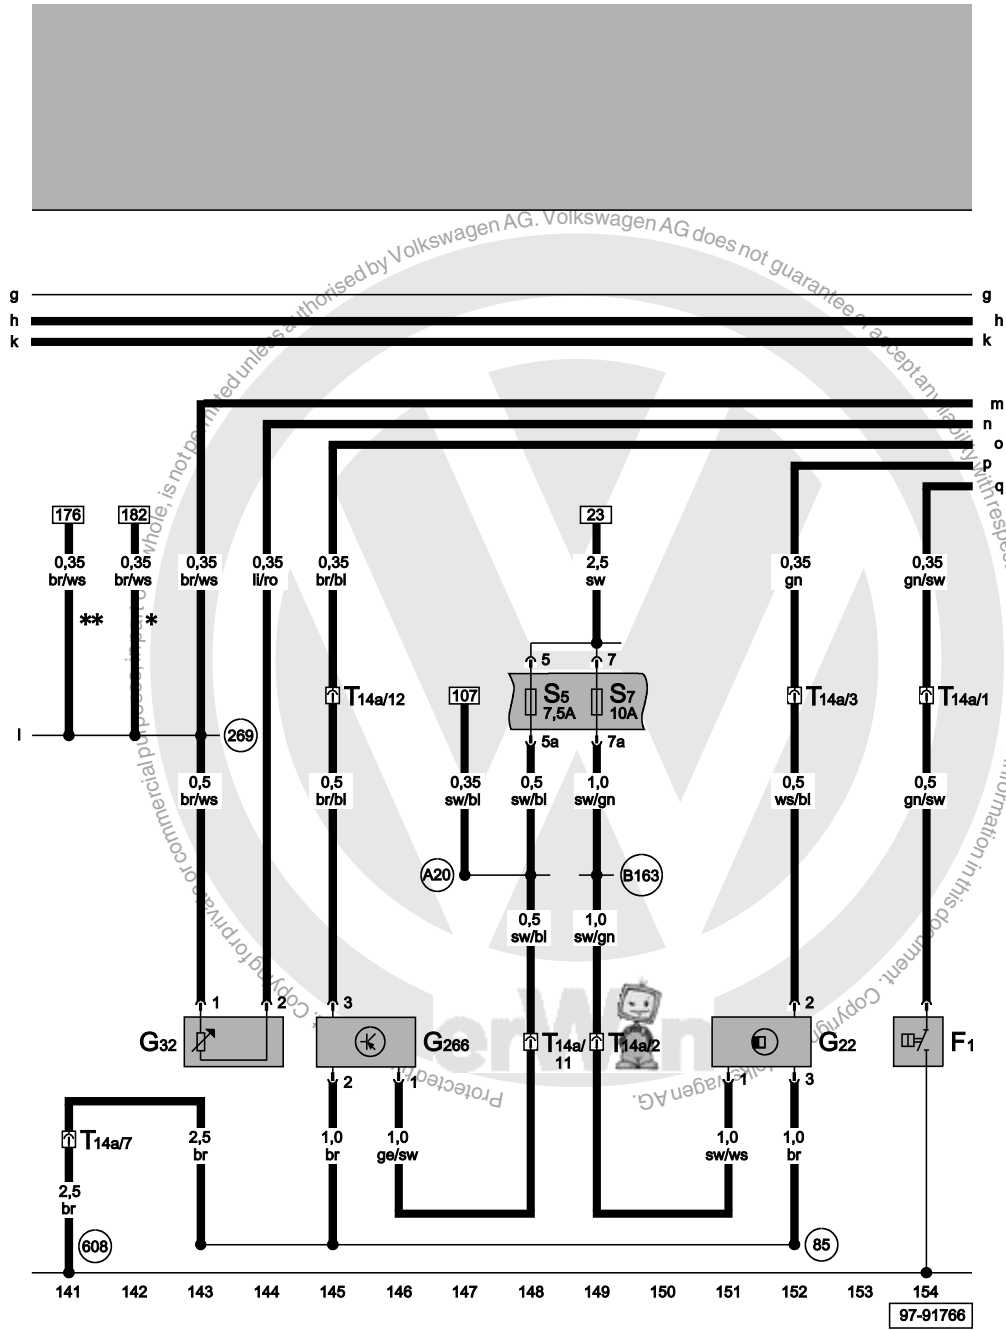 g g
h h
k k
m
n
o
p
q
176 182 23
0,35 0,35 0,35 0,35 0,35 2,5 0,35 0,35
br/ws br/ws br/ws li/ro br/bl sw gn gn/sw
** *
5 7
T14a/12 107 S5 S7 T14a/3 T14a/1
7,5A 10A
l 269 5a 7a
0,5 0,5 0,35 0,5 1,0 0,5 0,5
br/ws br/bl sw/bl sw/bl sw/gn ws/bl gn/sw
A20 B163
0,5 1,0
sw/bl sw/gn
1 2 3 2
G32 G266 T14a/ T14a/2 G22 F1
11
2 1 1 3
T14a/7 2,5 1,0 1,0 1,0 1,0
br br ge/sw sw/ws br
2,5
br
608 85
141 142 143 144 145 146 147 148 149 150 151 152 153 154
97-91766
erWin
Protected by
Volkswagen AG. Volkswagen AG does not guarantee or accept any liability with respect
information in this document. Copyright by Volkswagen AG.
Copying for private or commercial purposes, in part or in whole, is not permitted unless authorised by